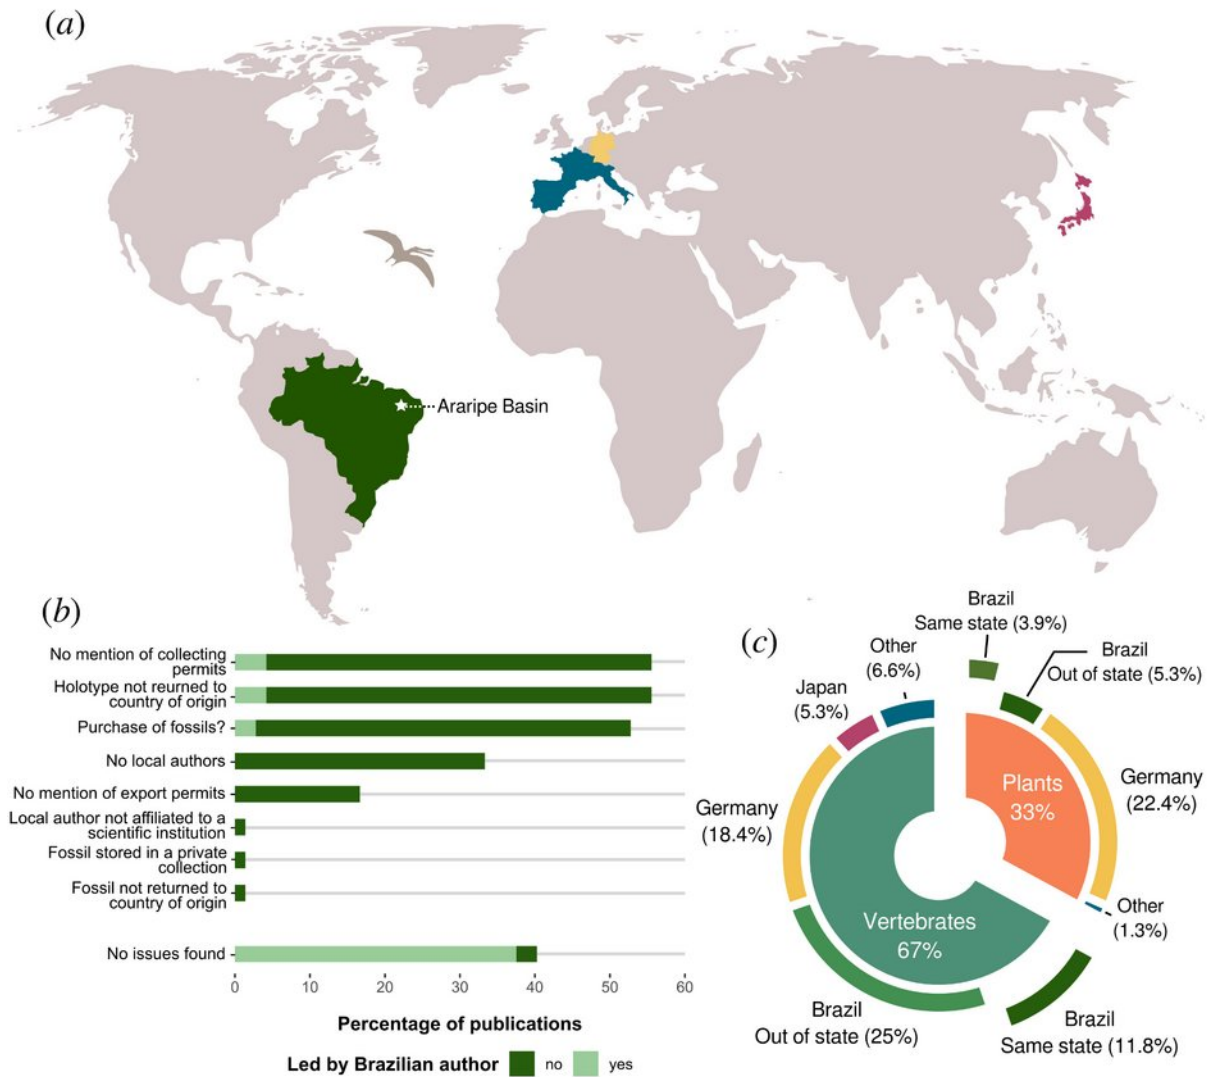 (a)
Araripe Basin
(b)
No mention of collecting
permits
Holotype not reurned to
country of origin
Purchase of fossils?
No local authors
No mention of export permits
Local author not affiliated to a
scientific institution
Fossil stored in a private
collection
Fossil not returned to
country of origin
No issues found
0 10 20 30 40 50 60
Percentage of publications
Led by Brazilian author no yes
(c)
Brazil
Same state (3.9%)
Brazil
Out of state (5.3%)
Other
(6.6%)
Japan
(5.3%)
Germany
(18.4%)
Plants
33%
Germany
(22.4%)
Other
(1.3%)
Vertebrates
67%
Brazil
Out of state (25%)
Brazil
Same state (11.8%)